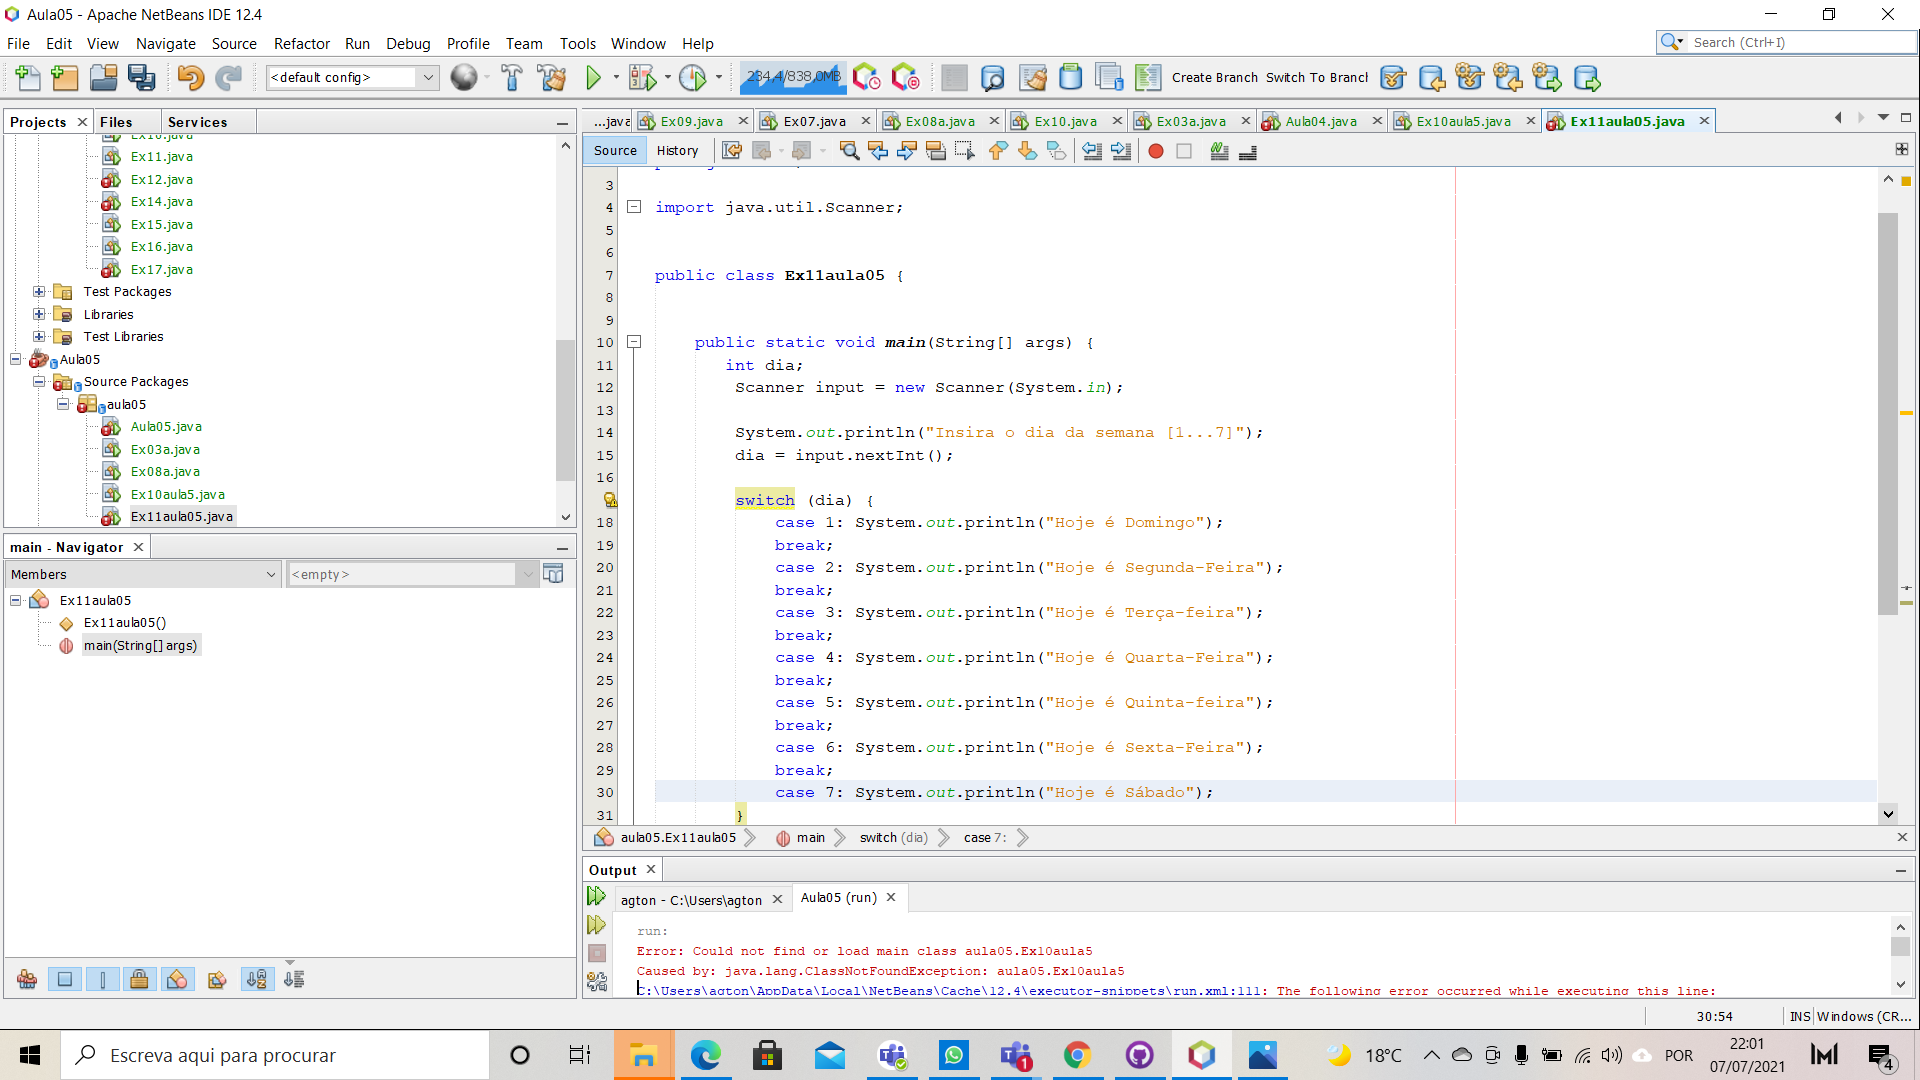 Aula05 - Apache NetBeans IDE 12.4
File Edit View Navigate Source Refactor Run Debug Profile Team Tools Window Help
Search (Ctrl+I)
<default config>
234,4/838,0MB
Create Branch Switch To Branch
Projects Files Services
...java Ex09.java Ex07.java Ex08a.java Ex10.java Ex03a.java Aula04.java Ex10aula5.java Ex11aula05.java
Source History
Ex11.java
Ex12.java
Ex14.java
Ex15.java
Ex16.java
Ex17.java
Test Packages
Libraries
Test Libraries
Aula05
Source Packages
aula05
Aula05.java
Ex03a.java
Ex08a.java
Ex10aula5.java
Ex11aula05.java
main - Navigator
Members
<empty>
Ex11aula05
Ex11aula05()
main(String[] args)
3
4 import java.util.Scanner;
5
6
7 public class Ex11aula05 {
8
9
10 public static void main(String[] args) {
11 int dia;
12 Scanner input = new Scanner(System.in);
13
14 System.out.println("Insira o dia da semana [1...7]");
15 dia = input.nextInt();
16
switch (dia) {
18 case 1: System.out.println("Hoje é Domingo");
19 break;
20 case 2: System.out.println("Hoje é Segunda-Feira");
21 break;
22 case 3: System.out.println("Hoje é Terça-feira");
23 break;
24 case 4: System.out.println("Hoje é Quarta-Feira");
25 break;
26 case 5: System.out.println("Hoje é Quinta-feira");
27 break;
28 case 6: System.out.println("Hoje é Sexta-Feira");
29 break;
30 case 7: System.out.println("Hoje é Sábado");
31 }
aula05.Ex11aula05 main switch (dia) case 7:
Output
agton - C:\Users\agton Aula05 (run)
run:
Error: Could not find or load main class aula05.Ex10aula5
Caused by: java.lang.ClassNotFoundException: aula05.Ex10aula5
C:\Users\agton\AppData\Local\NetBeans\Cache\12.4\executor-snippets\run.xml:111: The following error occurred while executing this line:
30:54 INS Windows (CR...
Escreva aqui para procurar
1
18°C
POR
22:01
07/07/2021
4